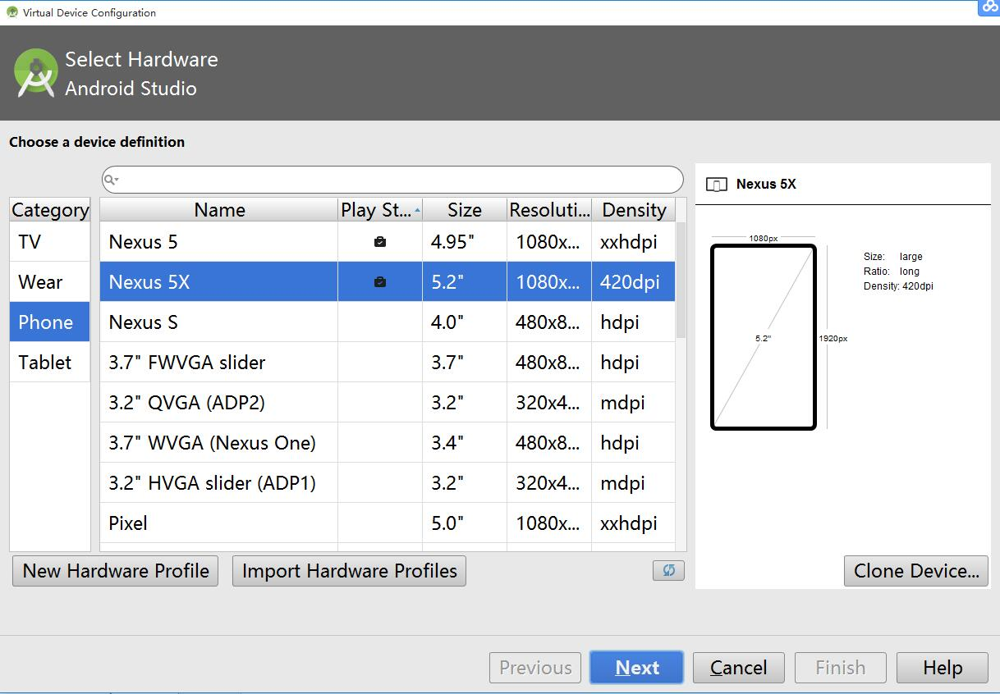 Virtual Device Configuration
Select Hardware
Android Studio
Choose a device definition
Category
TV
Wear
Phone
Tablet
Name Play St... Size Resoluti... Density
Nexus 5 4.95" 1080x... xxhdpi
Nexus 5X 5.2" 1080x... 420dpi
Nexus S 4.0" 480x8... hdpi
3.7" FWVGA slider 3.7" 480x8... hdpi
3.2" QVGA (ADP2) 3.2" 320x4... mdpi
3.7" WVGA (Nexus One) 3.4" 480x8... hdpi
3.2" HVGA slider (ADP1) 3.2" 320x4... mdpi
Pixel 5.0" 1080x... xxhdpi
New Hardware Profile Import Hardware Profiles
Nexus 5X
1080px
5.2"
1920px
Size: large
Ratio: long
Density: 420dpi
Clone Device...
Previous Next Cancel Finish Help